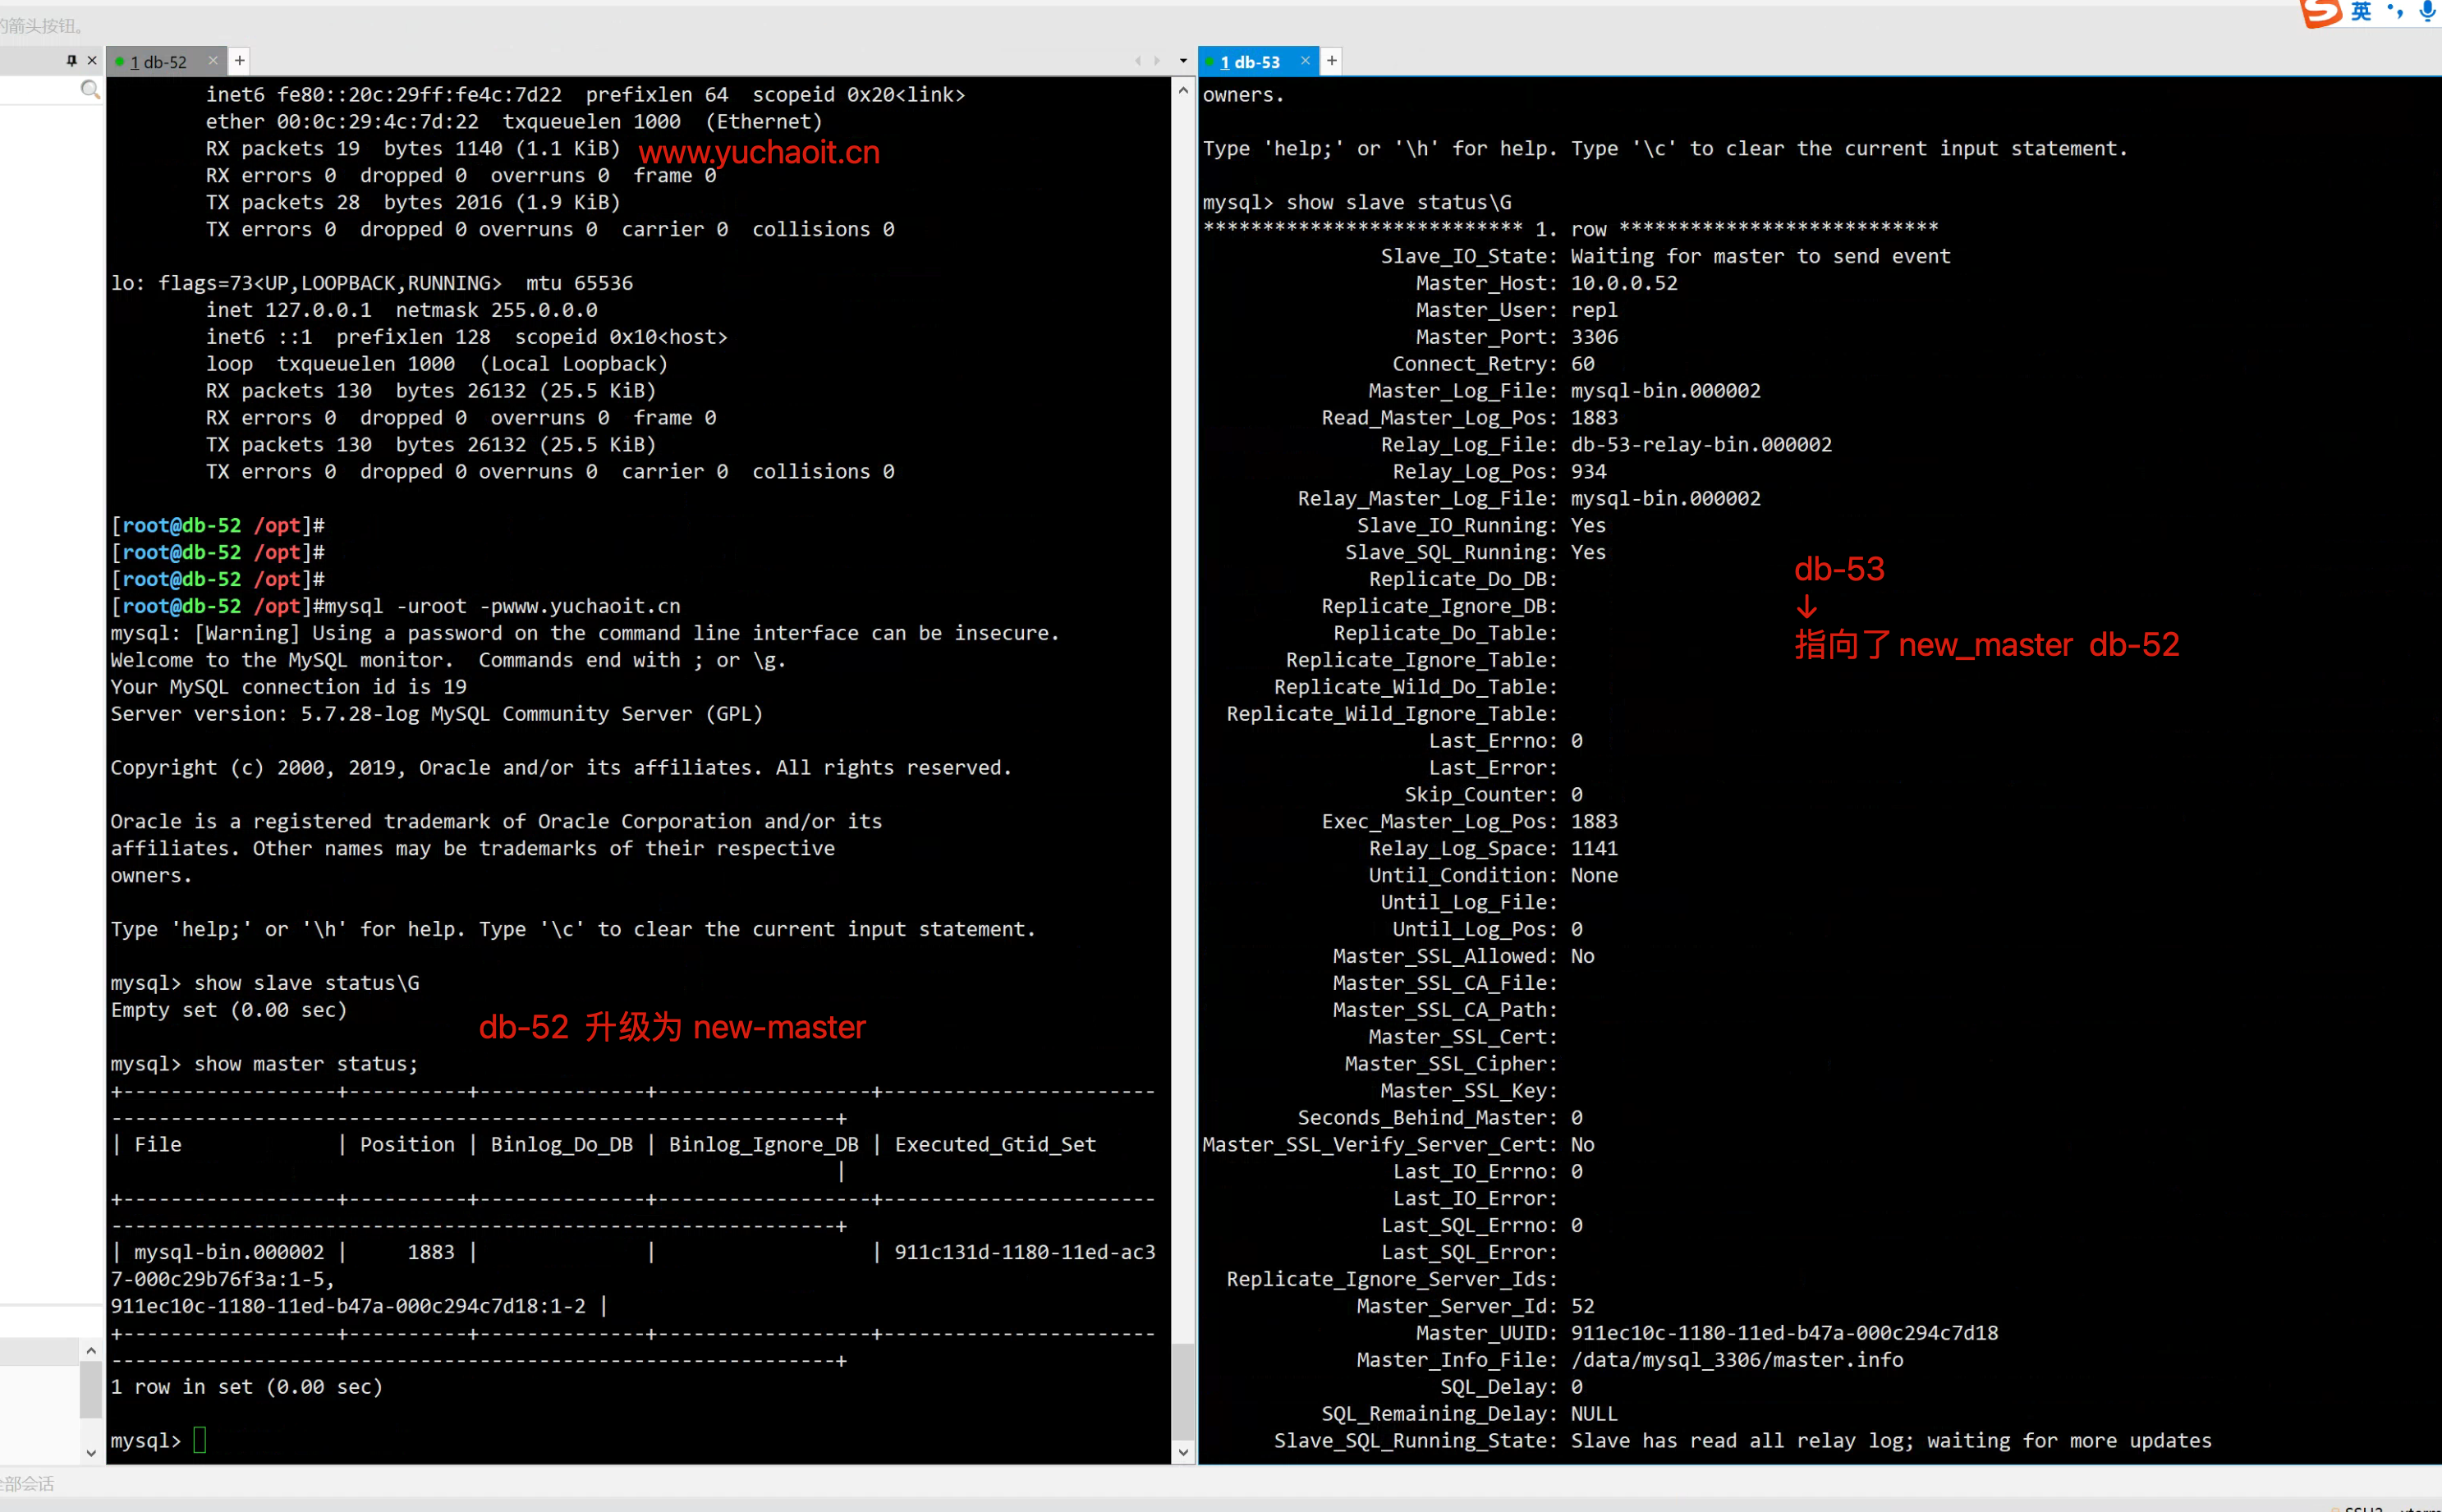 的箭头按钮。
英
1 db-52
inet6 fe80::20c:29ff:fe4c:7d22  prefixlen 64  scopeid 0x20<link>
ether 00:0c:29:4c:7d:22  txqueuelen 1000  (Ethernet)
RX packets 19  bytes 1140 (1.1 KiB)
www.yuchaoit.cn
RX errors 0  dropped 0  overruns 0  frame 0
TX packets 28  bytes 2016 (1.9 KiB)
TX errors 0  dropped 0 overruns 0  carrier 0  collisions 0
lo: flags=73<UP,LOOPBACK,RUNNING>  mtu 65536
inet 127.0.0.1  netmask 255.0.0.0
inet6 ::1  prefixlen 128  scopeid 0x10<host>
loop  txqueuelen 1000  (Local Loopback)
RX packets 130  bytes 26132 (25.5 KiB)
RX errors 0  dropped 0  overruns 0  frame 0
TX packets 130  bytes 26132 (25.5 KiB)
TX errors 0  dropped 0 overruns 0  carrier 0  collisions 0
[root@db-52 /opt]#
[root@db-52 /opt]#
[root@db-52 /opt]#
[root@db-52 /opt]#mysql -uroot -pwww.yuchaoit.cn
mysql: [Warning] Using a password on the command line interface can be insecure.
Welcome to the MySQL monitor.  Commands end with ; or \g.
Your MySQL connection id is 19
Server version: 5.7.28-log MySQL Community Server (GPL)
Copyright (c) 2000, 2019, Oracle and/or its affiliates. All rights reserved.
Oracle is a registered trademark of Oracle Corporation and/or its
affiliates. Other names may be trademarks of their respective
owners.
Type 'help;' or '\h' for help. Type '\c' to clear the current input statement.
mysql> show slave status\G
Empty set (0.00 sec)
db-52 升级为 new-master
mysql> show master status;
+-------------------+----------+--------------+------------------+-----------------------
-------------------------------------------------------------+
| File             | Position | Binlog_Do_DB | Binlog_Ignore_DB | Executed_Gtid_Set
|
+-------------------+----------+--------------+------------------+-----------------------
-------------------------------------------------------------+
| mysql-bin.000002 |     1883 |              |                  | 911c131d-1180-11ed-ac3
7-000c29b76f3a:1-5,
911ec10c-1180-11ed-b47a-000c294c7d18:1-2 |
+-------------------+----------+--------------+------------------+-----------------------
-------------------------------------------------------------+
1 row in set (0.00 sec)
mysql>
1 db-53
owners.
Type 'help;' or '\h' for help. Type '\c' to clear the current input statement.
mysql> show slave status\G
*************************** 1. row ***************************
Slave_IO_State: Waiting for master to send event
Master_Host: 10.0.0.52
Master_User: repl
Master_Port: 3306
Connect_Retry: 60
Master_Log_File: mysql-bin.000002
Read_Master_Log_Pos: 1883
Relay_Log_File: db-53-relay-bin.000002
Relay_Log_Pos: 934
Relay_Master_Log_File: mysql-bin.000002
Slave_IO_Running: Yes
Slave_SQL_Running: Yes
db-53
↓
指向了 new_master db-52
Replicate_Do_DB:
Replicate_Ignore_DB:
Replicate_Do_Table:
Replicate_Ignore_Table:
Replicate_Wild_Do_Table:
Replicate_Wild_Ignore_Table:
Last_Errno: 0
Last_Error:
Skip_Counter: 0
Exec_Master_Log_Pos: 1883
Relay_Log_Space: 1141
Until_Condition: None
Until_Log_File:
Until_Log_Pos: 0
Master_SSL_Allowed: No
Master_SSL_CA_File:
Master_SSL_CA_Path:
Master_SSL_Cert:
Master_SSL_Cipher:
Master_SSL_Key:
Seconds_Behind_Master: 0
Master_SSL_Verify_Server_Cert: No
Last_IO_Errno: 0
Last_IO_Error:
Last_SQL_Errno: 0
Last_SQL_Error:
Replicate_Ignore_Server_Ids:
Master_Server_Id: 52
Master_UUID: 911ec10c-1180-11ed-b47a-000c294c7d18
Master_Info_File: /data/mysql_3306/master.info
SQL_Delay: 0
SQL_Remaining_Delay: NULL
Slave_SQL_Running_State: Slave has read all relay log; waiting for more updates
全部会话